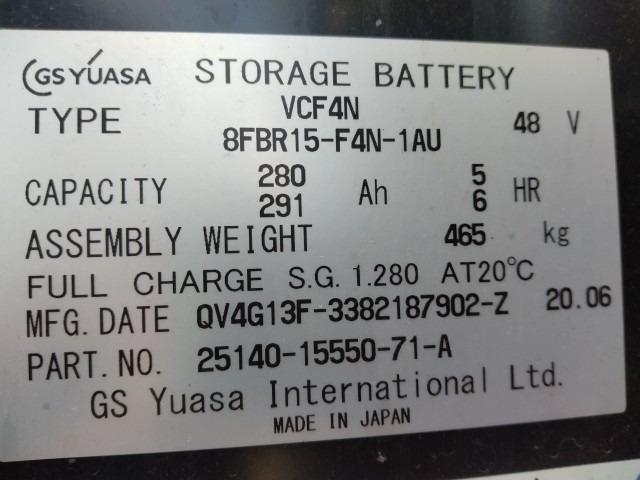 GS YUASA STORAGE BATTERY
TYPE VCF4N 48 V
8FBR15-F4N-1AU
CAPACITY 280 Ah 5 HR
291 6
ASSEMBLY WEIGHT 465 kg
FULL CHARGE S.G. 1.280 AT20°C
MFG. DATE QV4G13F-3382187902-Z 20.06
PART. NO. 25140-15550-71-A
GS Yuasa International Ltd.
MADE IN JAPAN